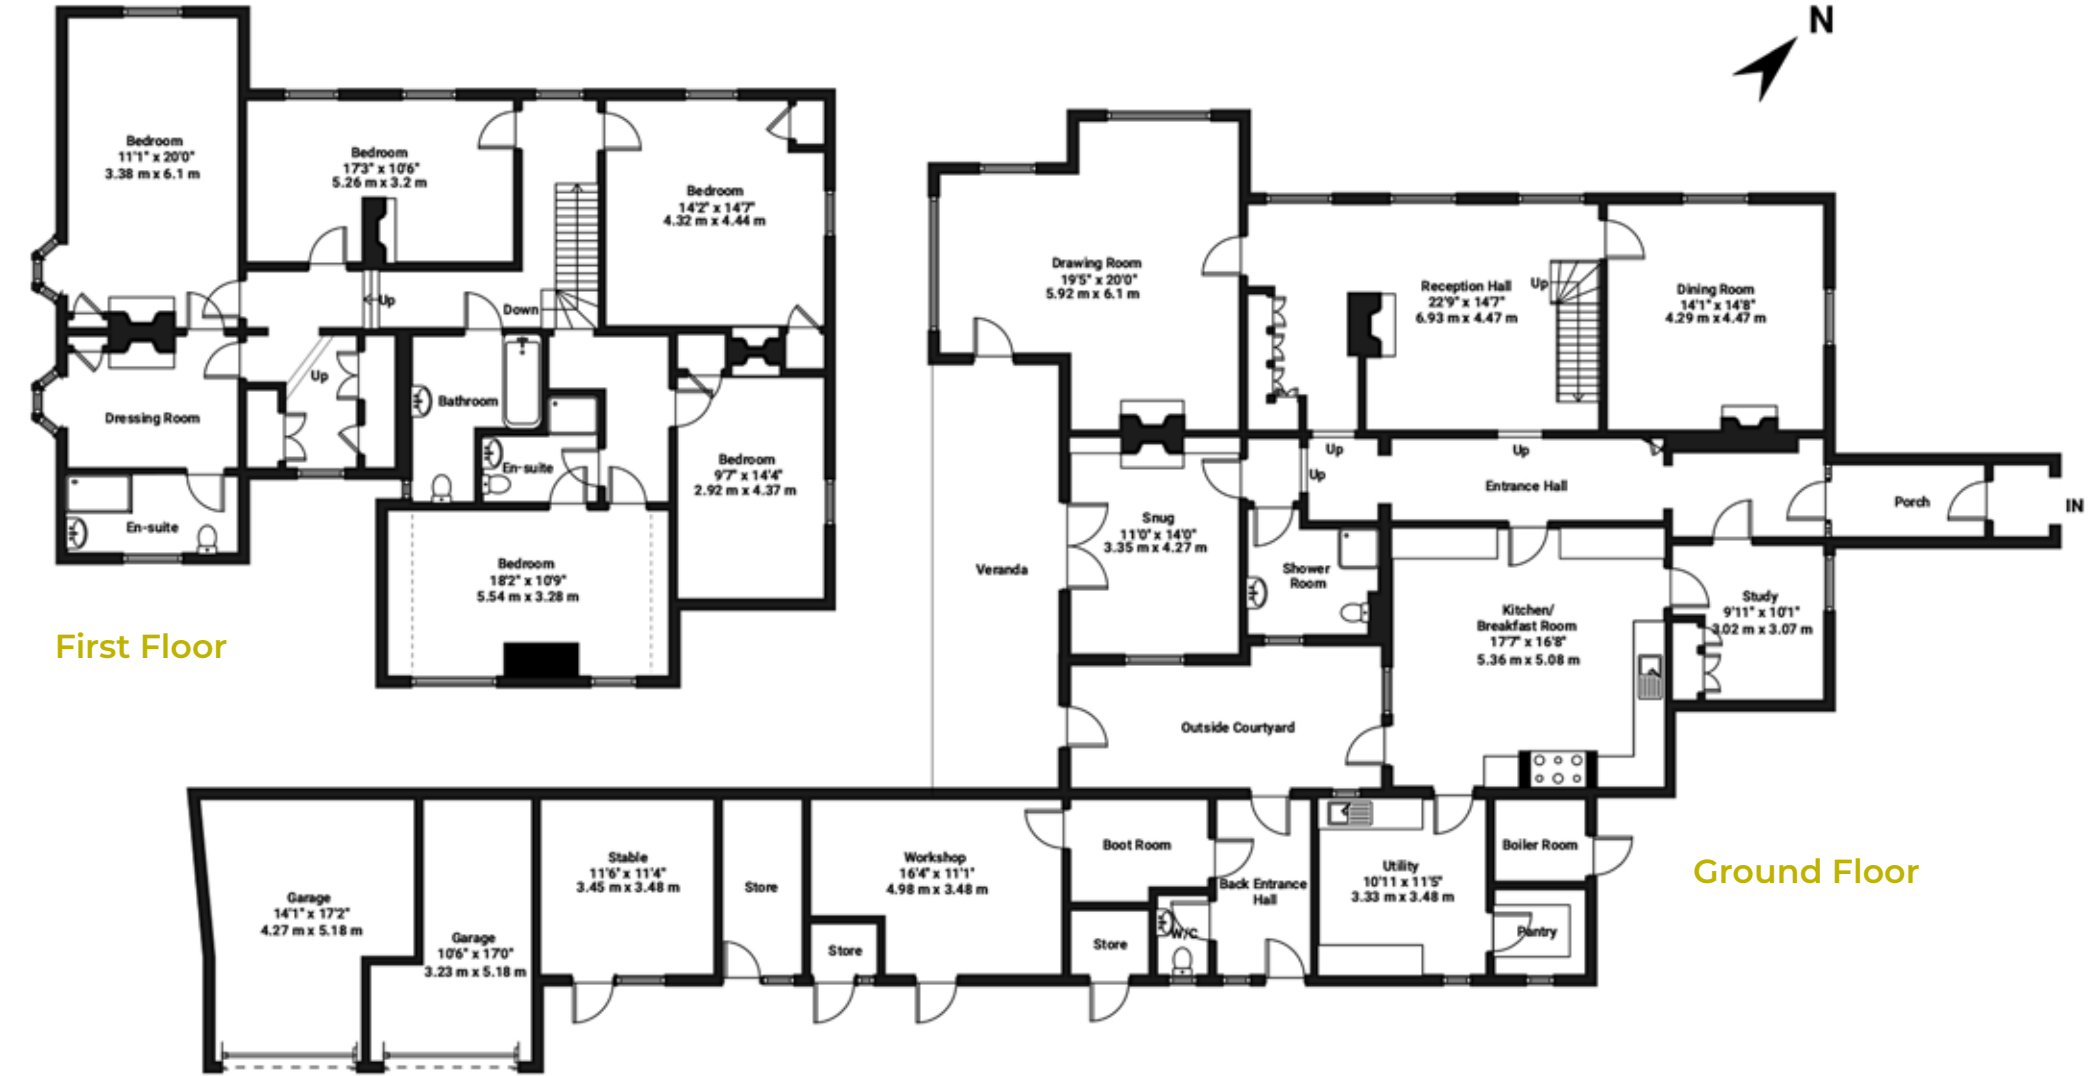 N
Bedroom
11'1" x 20'0"
3.38 m x 6.1 m
Bedroom
17'3" x 10'6"
5.26 m x 3.2 m
Bedroom
14'2" x 14'7"
4.32 m x 4.44 m
Up
Down
Up
Dressing Room
Bathroom
En-suite
En-suite
Bedroom
9'7" x 14'4"
2.92 m x 4.37 m
Bedroom
18'2" x 10'9"
5.54 m x 3.28 m
First Floor
Drawing Room
19'5" x 20'0"
5.92 m x 6.1 m
Reception Hall
22'9" x 14'7"
6.93 m x 4.47 m
Up
Dining Room
14'1" x 14'8"
4.29 m x 4.47 m
Up
Up
Up
Entrance Hall
Porch
IN
Snug
11'0" x 14'0"
3.35 m x 4.27 m
Veranda
Shower
Room
Kitchen/
Breakfast Room
17'7" x 16'8"
5.36 m x 5.08 m
Study
9'11" x 10'1"
3.02 m x 3.07 m
Outside Courtyard
Garage
14'1" x 17'2"
4.27 m x 5.18 m
Garage
10'6" x 17'0"
3.23 m x 5.18 m
Stable
11'6" x 11'4"
3.45 m x 3.48 m
Store
Workshop
16'4" x 11'1"
4.98 m x 3.48 m
Store
Boot Room
Store
W/C
Back Entrance
Hall
Utility
10'11 x 11'5"
3.33 m x 3.48 m
Boiler Room
Pantry
Ground Floor